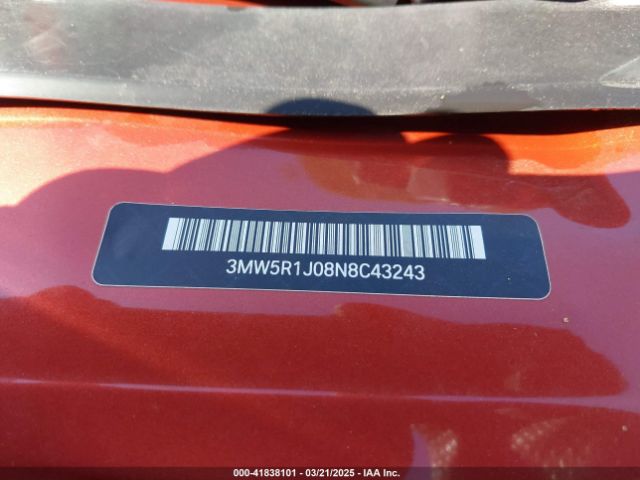 3MW5R1J08N8C43243
000-41838101 • 03/21/2025 • IAA Inc.